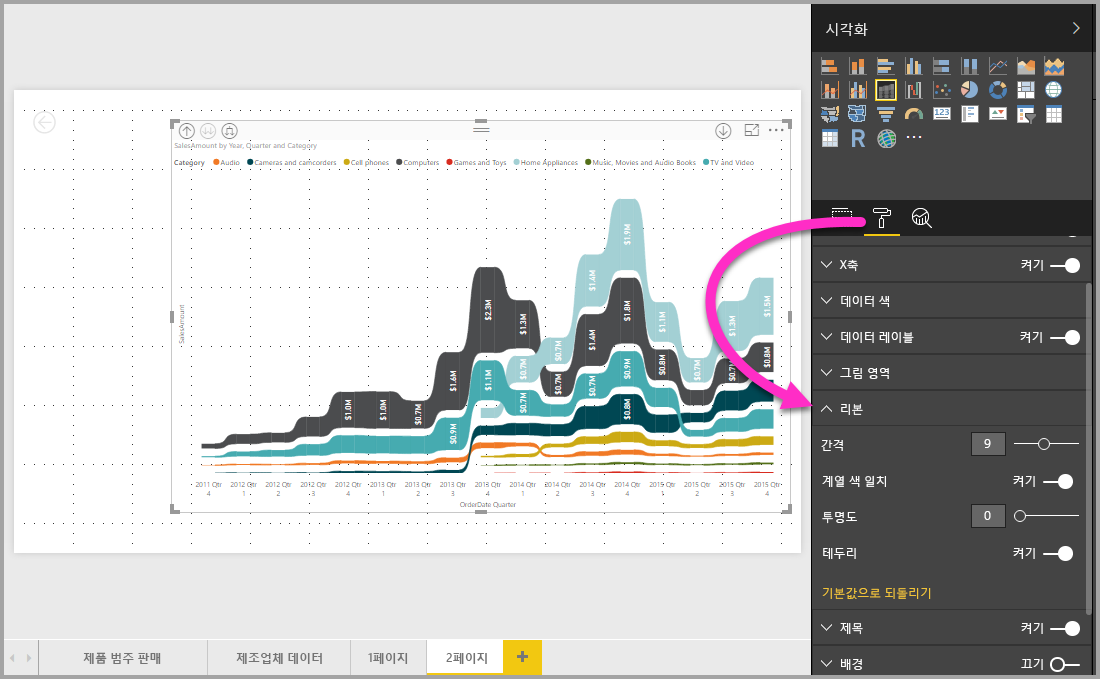 시각화
123
R
SalesAmount by Year, Quarter and Category
Category Audio Cameras and camcorders Cell phones Computers Games and Toys Home Appliances Music, Movies and Audio Books TV and Video
SalesAmount
$1.0M
$1.0M
$0.7M
$1.6M
$0.9M
$2.3M
$1.1M
$1.3M
$0.7M
$0.7M
$0.7M
$0.7M
$1.4M
$1.4M
$0.7M
$1.9M
$1.8M
$0.9M
$0.8M
$1.1M
$0.8M
$0.7M
$1.3M
$1.5M
$0.8M
2011 Qtr 4
2012 Qtr 1
2012 Qtr 2
2012 Qtr 3
2012 Qtr 4
2013 Qtr 1
2013 Qtr 2
2013 Qtr 3
2013 Qtr 4
2014 Qtr 1
2014 Qtr 2
2014 Qtr 3
2014 Qtr 4
2015 Qtr 1
2015 Qtr 2
2015 Qtr 3
2015 Qtr 4
OrderDate Quarter
X축 켜기
데이터 색
데이터 레이블 켜기
그림 영역
리본
간격 9
계열 색 일치 켜기
투명도 0
테두리 켜기
기본값으로 되돌리기
제목 켜기
배경 끄기
제품 범주 판매
제조업체 데이터
1페이지
2페이지
+